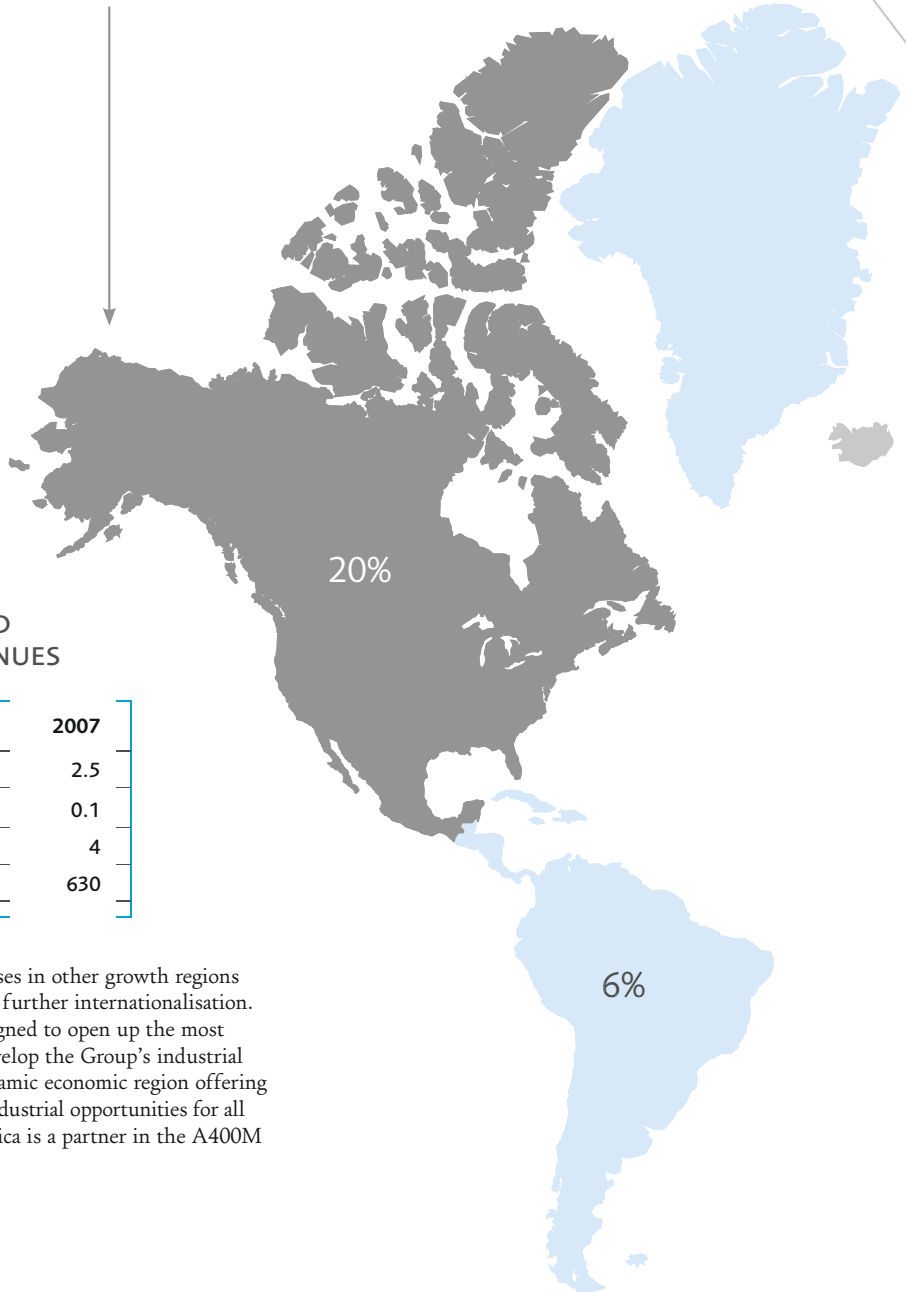 20%
D
NUES
2007
2.5
0.1
4
630
ses in other growth regions
further internationalisation.
gned to open up the most
velop the Group's industrial
amic economic region offering
dustrial opportunities for all
ica is a partner in the A400M
6%